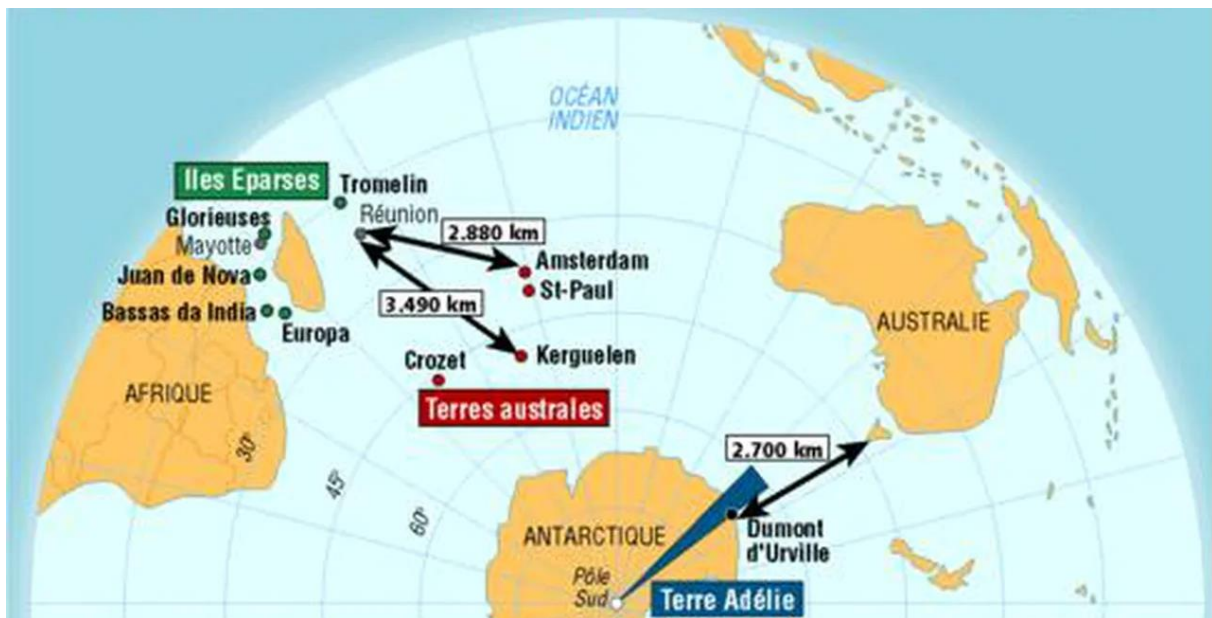 OCÉAN
INDIEN
Iles Eparses
Tromelin
Réunion
Glorieuses
Mayotte
2.880 km
Amsterdam
Juan de Nova
St-Paul
3.490 km
Bassas da India
Europa
AUSTRALIE
Crozet
Kerguelen
AFRIQUE
Terres australes
30°
2.700 km
45°
60°
ANTARCTIQUE
Dumont
d'Urville
Pôle
Sud
Terre Adélie